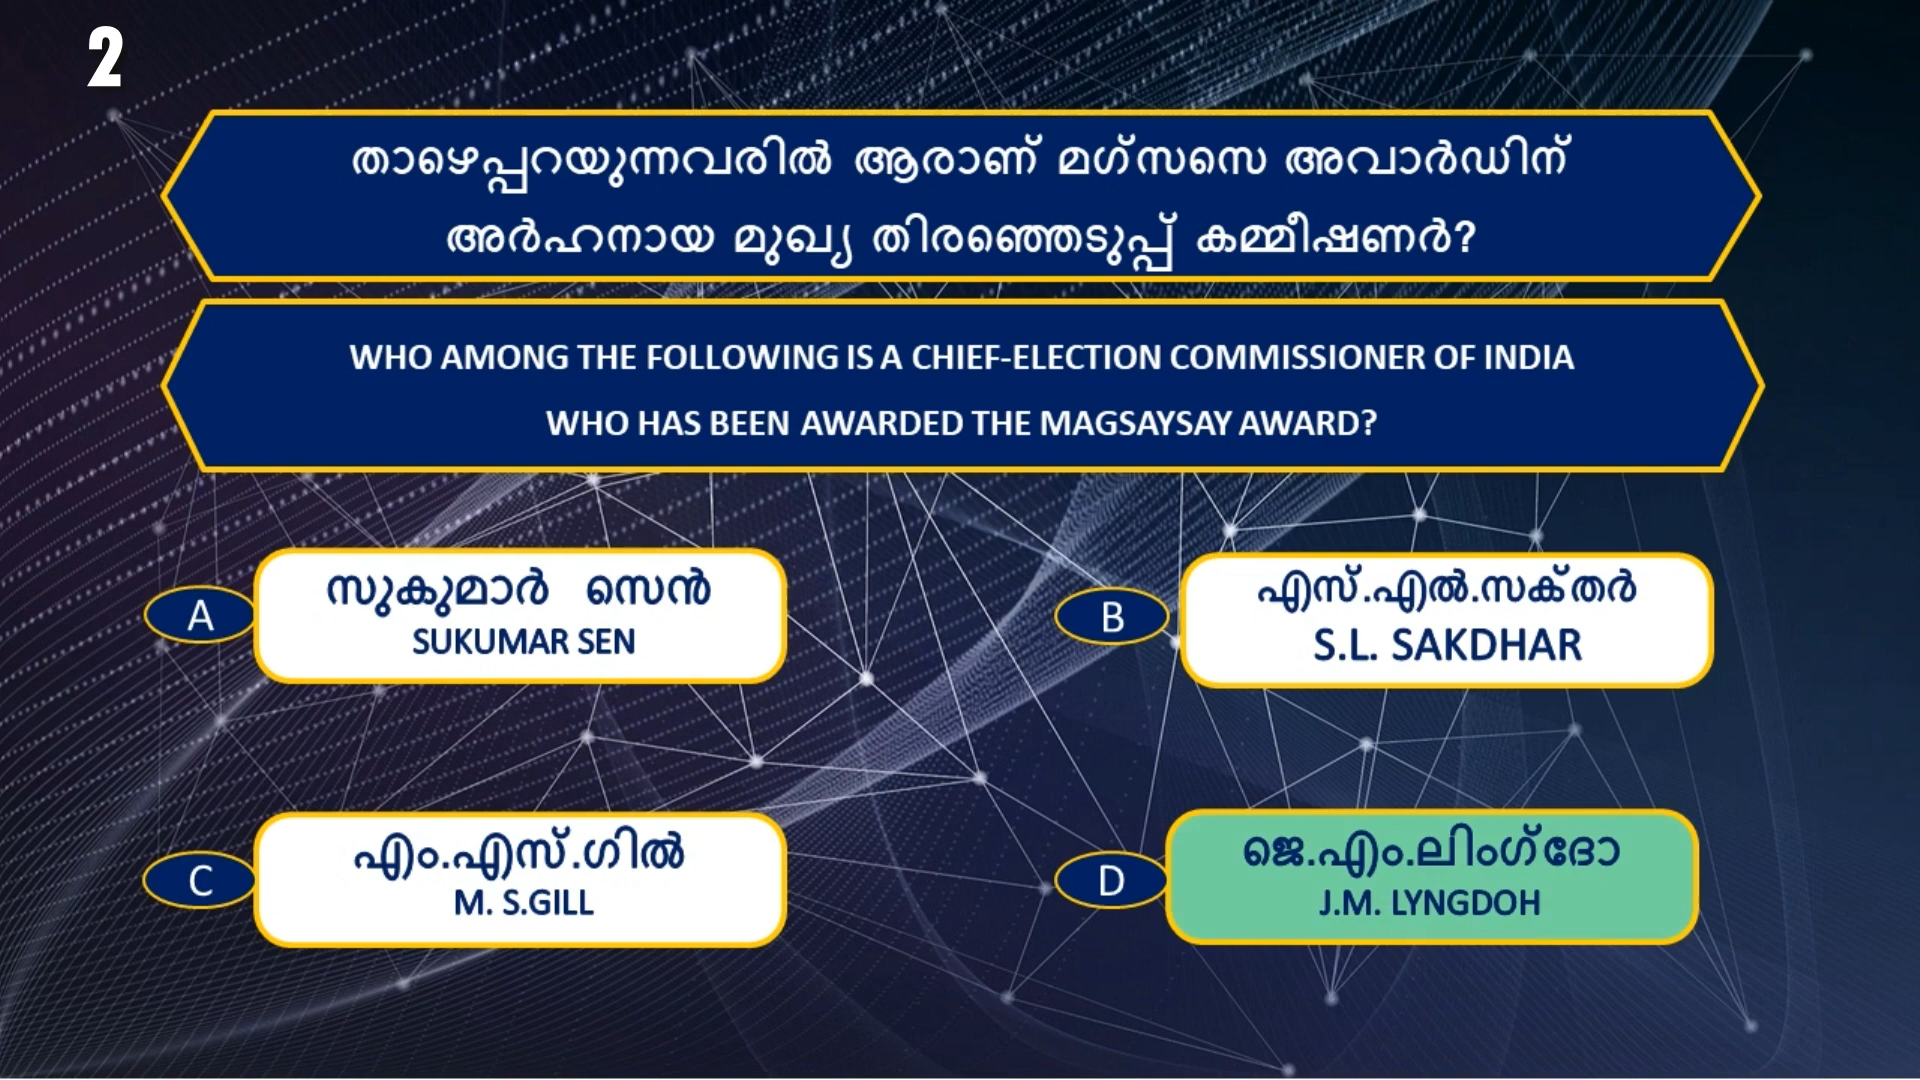 2
താഴെപ്പറയുന്നവരിൽ ആരാണ് മഗ്സസെ അവാർഡിന്
അർഹനായ മുഖ്യ തിരഞ്ഞെടുപ്പ് കമ്മീഷണർ?
WHO AMONG THE FOLLOWING IS A CHIEF-ELECTION COMMISSIONER OF INDIA
WHO HAS BEEN AWARDED THE MAGSAYSAY AWARD?
A
സുകുമാർ സെൻ
SUKUMAR SEN
B
എസ്.എൽ.സക്തർ
S.L. SAKDHAR
C
എം.എസ്.ഗിൽ
M. S.GILL
D
ജെ.എം.ലിംഗ്ദോ
J.M. LYNGDOH